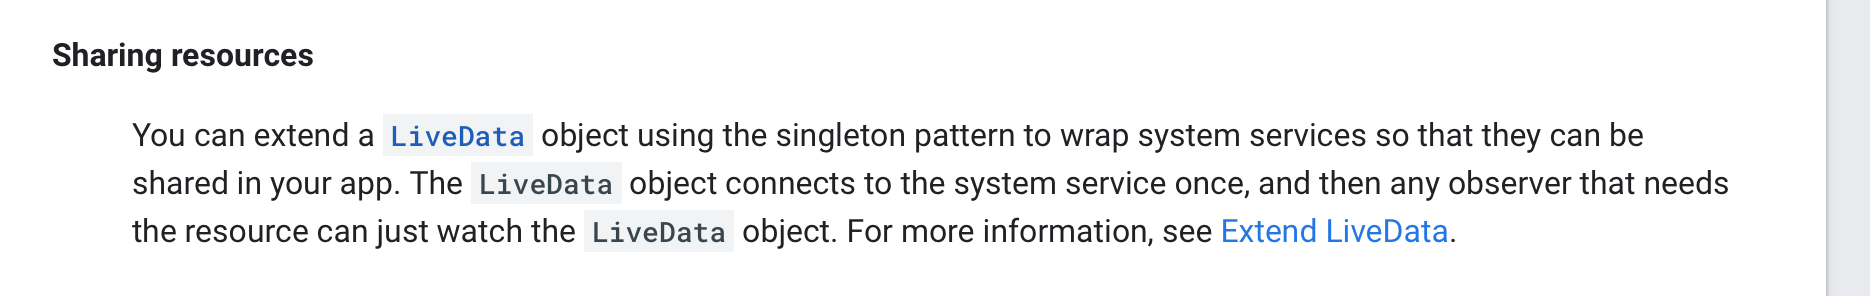 Sharing resources
You can extend a LiveData object using the singleton pattern to wrap system services so that they can be
shared in your app. The LiveData object connects to the system service once, and then any observer that needs
the resource can just watch the LiveData object. For more information, see Extend LiveData.